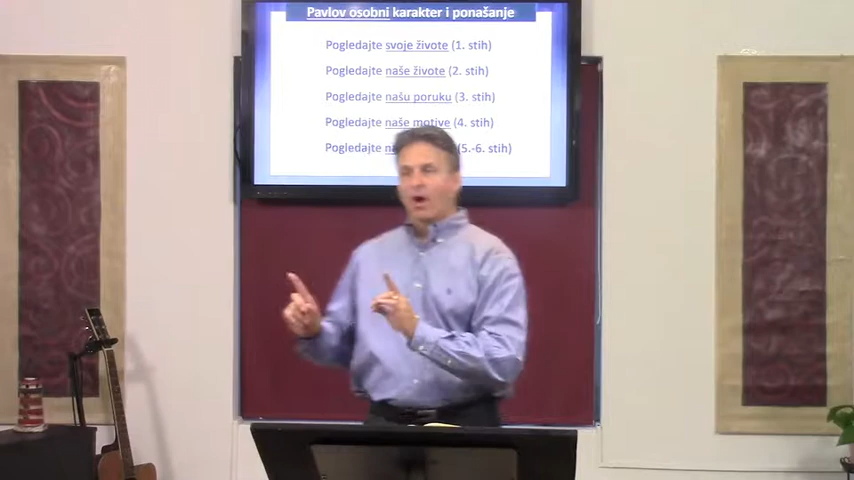 Pavlov osobni karakter i ponašanje
Pogledajte svoje živote (1. stih)
Pogledajte naše živote (2. stih)
Pogledajte našu poruku (3. stih)
Pogledajte naše motive (4. stih)
Pogledajte (5.-6. stih)